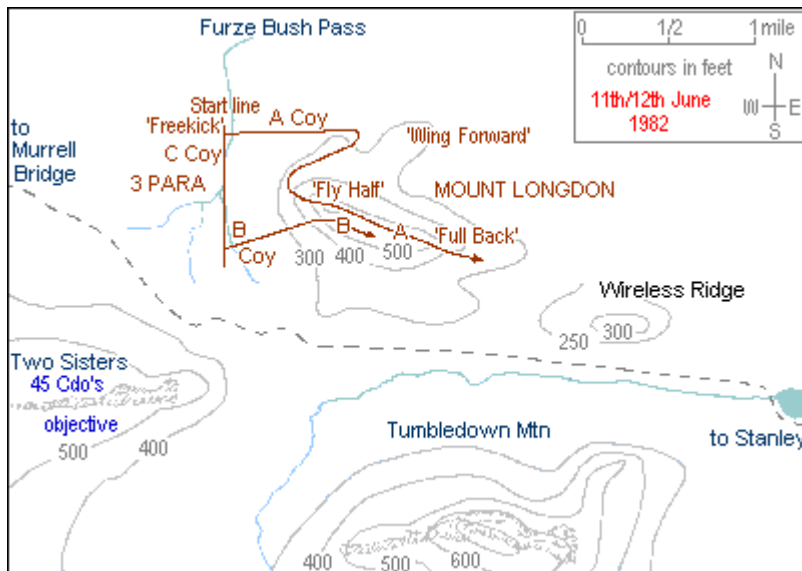 Furze Bush Pass
0 1/2 1 mile
contours in feet
11th/12th June
1982
N
W E
S
Start line
'Freekick'
A Coy
to
Murrell
Bridge
C Coy
'Wing Forward'
3 PARA
'Fly Half'
MOUNT LONGDON
B
Coy
B
A
'Full Back'
300
400
500
Wireless Ridge
250
300
Two Sisters
45 Cdo's
objective
500
400
Tumbledown Mtn
to Stanley
400
500
600